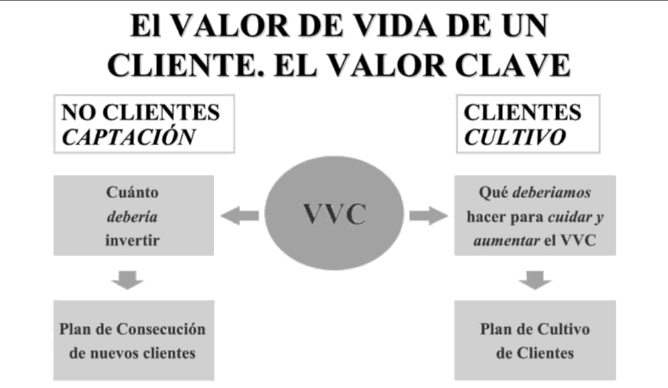 El VALOR DE VIDA DE UN
CLIENTE. EL VALOR CLAVE
NO CLIENTES
CAPTACIÓN
CLIENTES
CULTIVO
Cuánto
debería
invertir
VVC
Qué deberiamos
hacer para cuidar y
aumentar el VVC
Plan de Consecución
de nuevos clientes
Plan de Cultivo
de Clientes